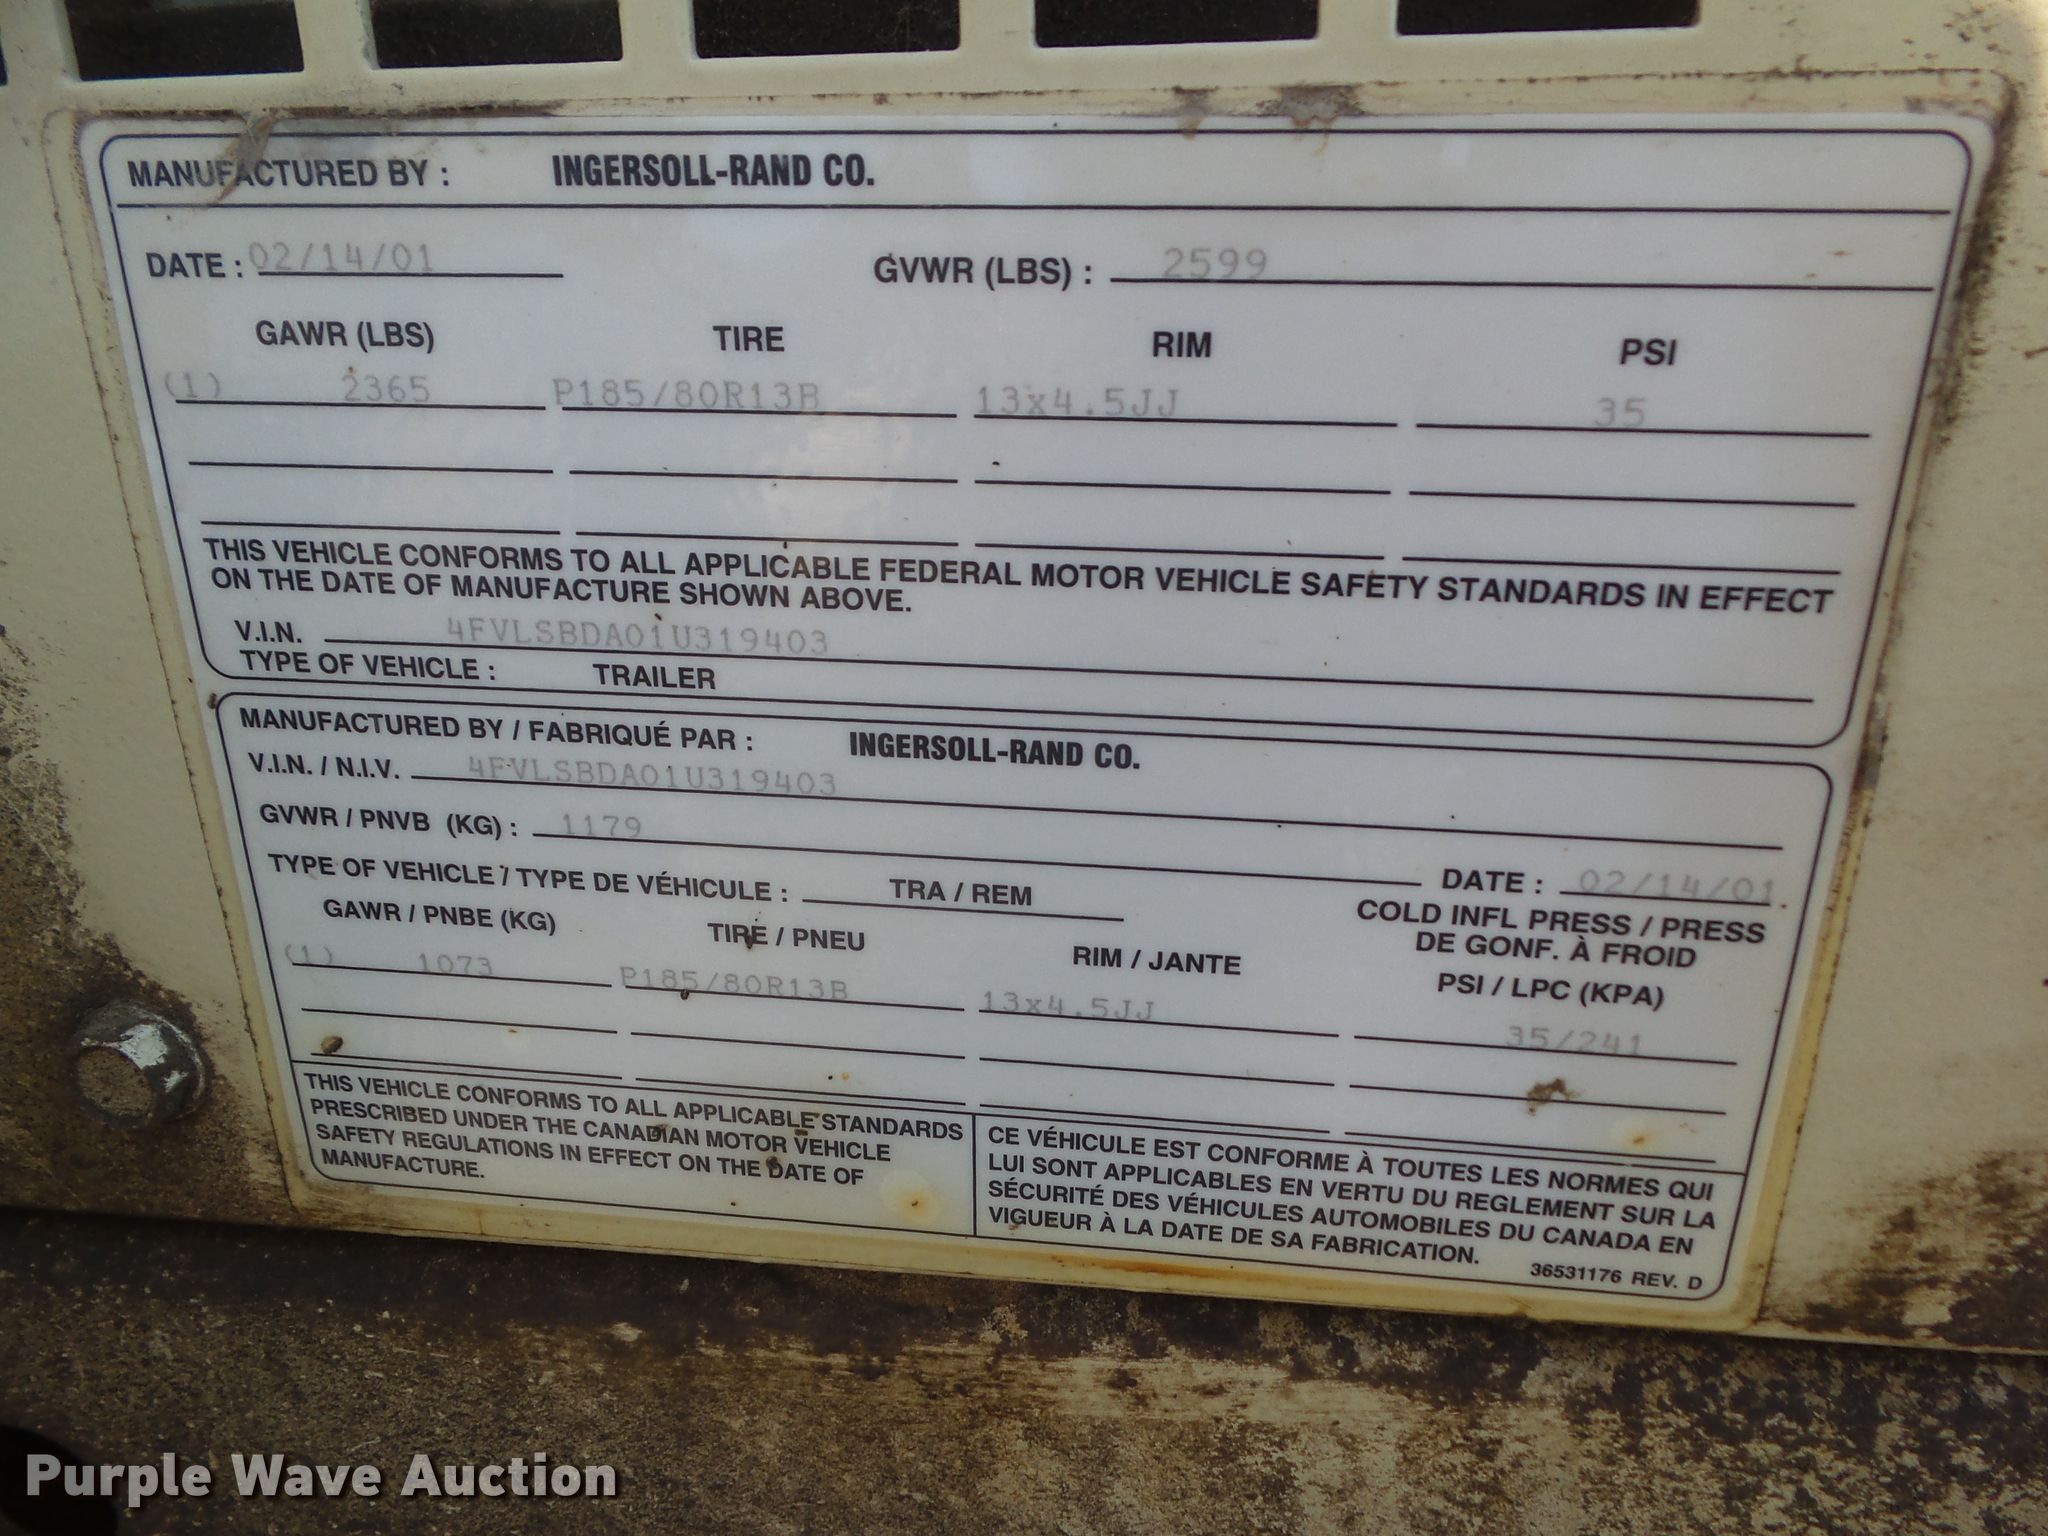 MANUFACTURED BY : INGERSOLL-RAND CO.
DATE : 02/14/01 GVWR (LBS) : 2599
GAWR (LBS) TIRE RIM PSI
(1) 2365 P185/80R13B 13x4.5JJ 35
THIS VEHICLE CONFORMS TO ALL APPLICABLE FEDERAL MOTOR VEHICLE SAFETY STANDARDS IN EFFECT
ON THE DATE OF MANUFACTURE SHOWN ABOVE.
V.I.N. 4FVLSBDA01U319403
TYPE OF VEHICLE : TRAILER
MANUFACTURED BY / FABRIQUÉ PAR : INGERSOLL-RAND CO.
V.I.N. / N.I.V. 4FVLSBDA01U319403
GVWR / PNVB (KG) : 1179
TYPE OF VEHICLE / TYPE DE VÉHICULE : TRA / REM DATE : 02/14/01
GAWR / PNBE (KG) TIRE / PNEU RIM / JANTE COLD INFL PRESS / PRESS
DE GONF. À FROID
PSI / LPC (KPA)
(1) 1073 P185/80R13B 13x4.5JJ 35/241
THIS VEHICLE CONFORMS TO ALL APPLICABLE STANDARDS
PRESCRIBED UNDER THE CANADIAN MOTOR VEHICLE
SAFETY REGULATIONS IN EFFECT ON THE DATE OF
MANUFACTURE.
CE VÉHICULE EST CONFORME À TOUTES LES NORMES QUI
LUI SONT APPLICABLES EN VERTU DU REGLEMENT SUR LA
SÉCURITÉ DES VÉHICULES AUTOMOBILES DU CANADA EN
VIGUEUR À LA DATE DE SA FABRICATION.
36531176 REV. D
Purple Wave Auction